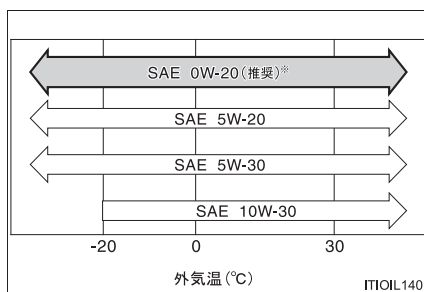 SAE 0W-20(推奨)※
SAE 5W-20
SAE 5W-30
SAE 10W-30
-20 0 30
外気温(℃)
ITIOIL140